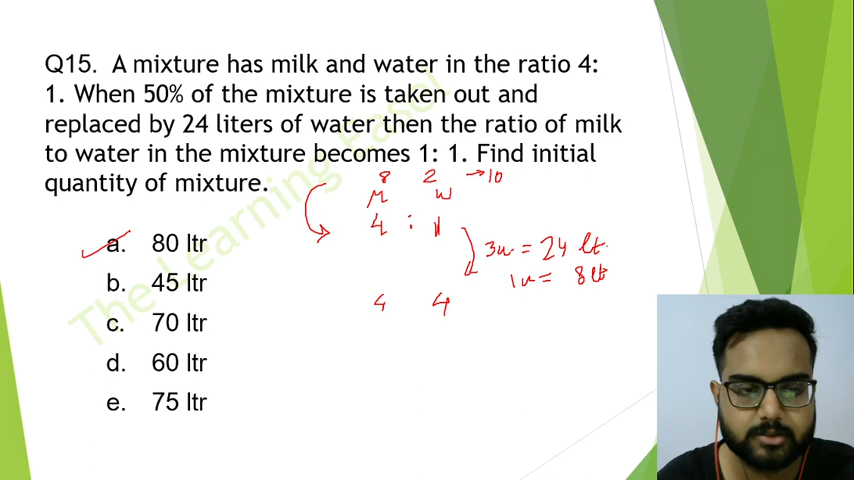 Q15. A mixture has milk and water in the ratio 4:
1. When 50% of the mixture is taken out and
replaced by 24 liters of water then the ratio of milk
to water in the mixture becomes 1: 1. Find initial
quantity of mixture.
8 2 →10
M W
4 : 1
3u = 24 lt.
1u = 8 lt
4 4
a. 80 ltr
b. 45 ltr
c. 70 ltr
d. 60 ltr
e. 75 ltr
The Learning Ease!